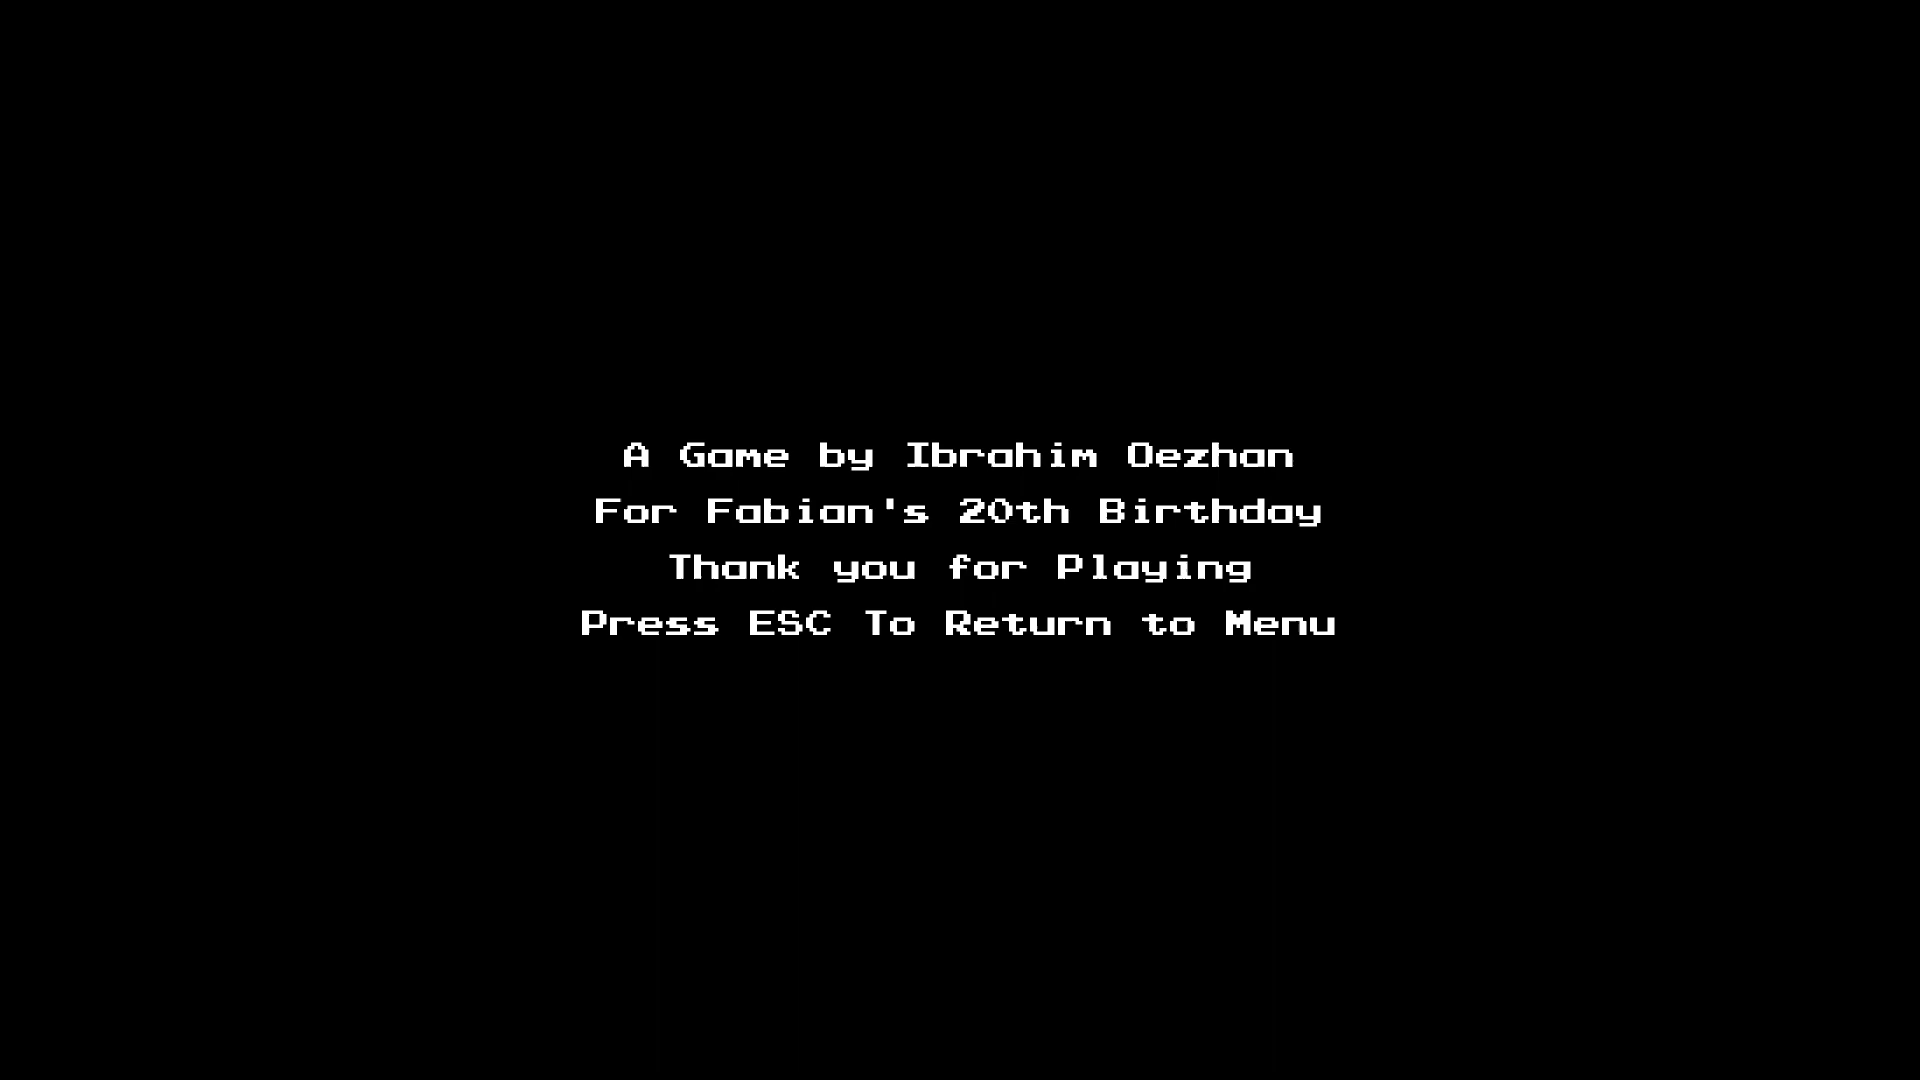 A Game by Ibrahim Oezhan
For Fabian's 20th Birthday
Thank you for Playing
Press ESC To Return to Menu